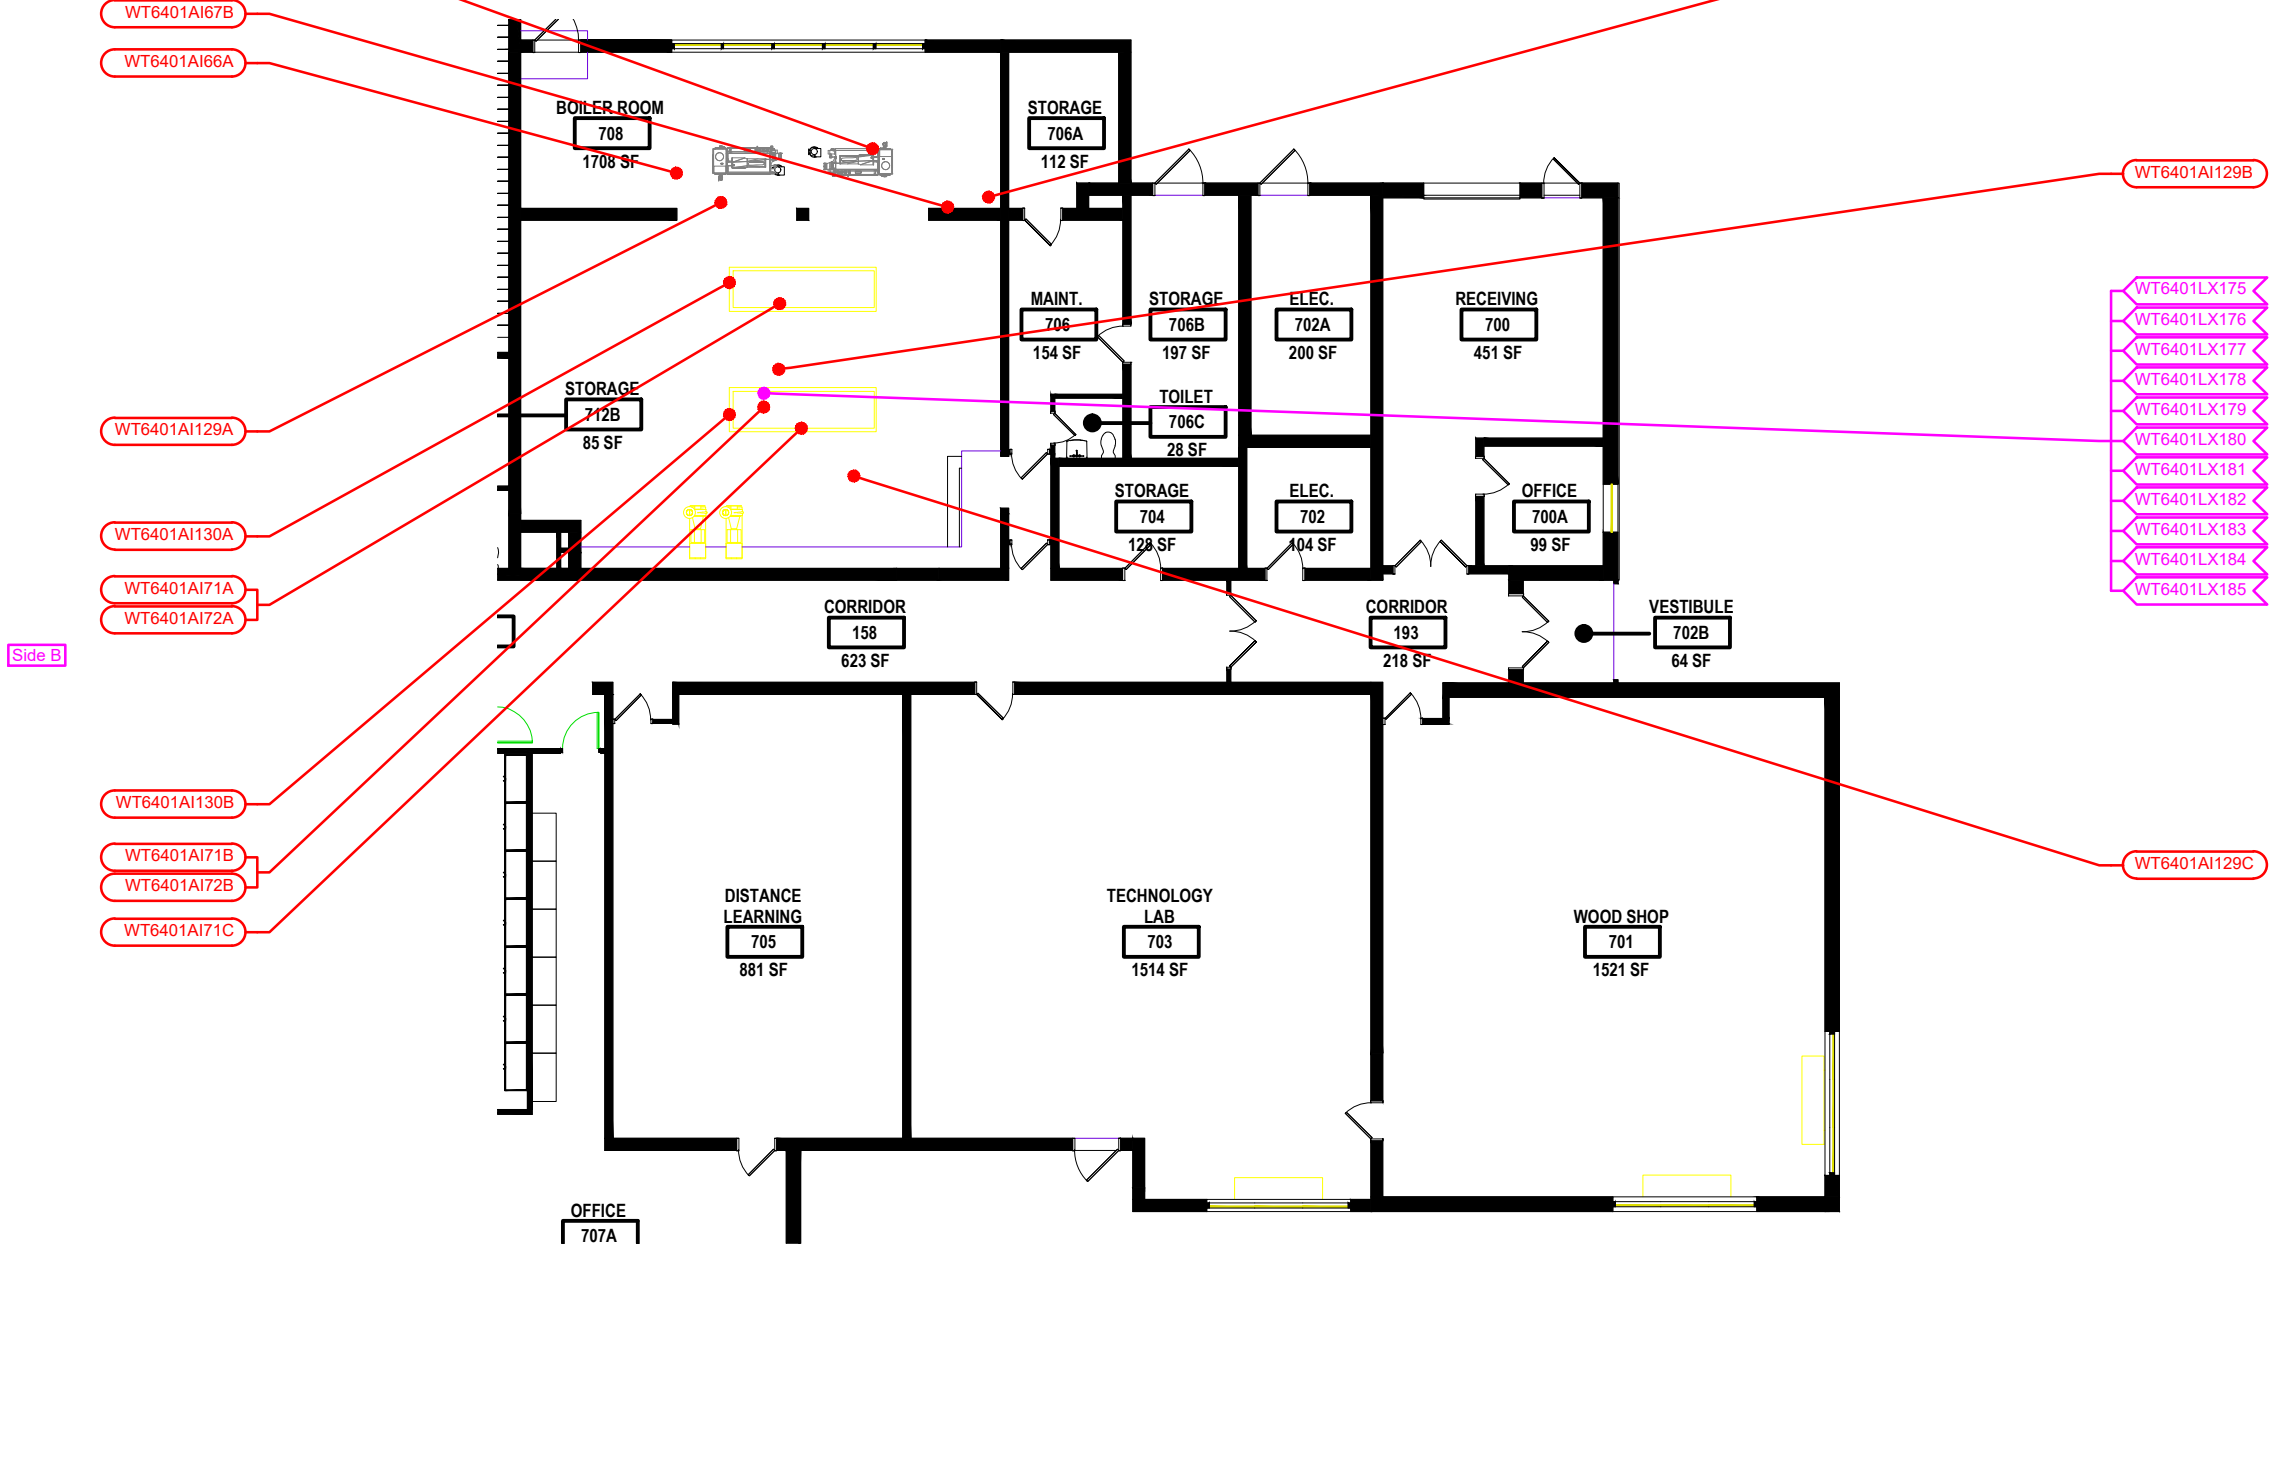 WT6401AI67B
WT6401AI66A
BOILER ROOM
708
1708 SF
STORAGE
706A
112 SF
WT6401AI129B
MAINT.
706
154 SF
STORAGE
706B
197 SF
ELEC.
702A
200 SF
RECEIVING
700
451 SF
WT6401LX175
WT6401LX176
WT6401LX177
WT6401LX178
WT6401LX179
WT6401LX180
WT6401LX181
WT6401LX182
WT6401LX183
WT6401LX184
WT6401LX185
STORAGE
712B
85 SF
TOILET
706C
28 SF
WT6401AI129A
STORAGE
704
128 SF
ELEC.
702
104 SF
OFFICE
700A
99 SF
WT6401AI130A
WT6401AI71A
WT6401AI72A
CORRIDOR
158
623 SF
CORRIDOR
193
218 SF
VESTIBULE
702B
64 SF
Side B
WT6401AI130B
WT6401AI71B
WT6401AI72B
WT6401AI71C
WT6401AI129C
DISTANCE
LEARNING
705
881 SF
TECHNOLOGY
LAB
703
1514 SF
WOOD SHOP
701
1521 SF
OFFICE
707A